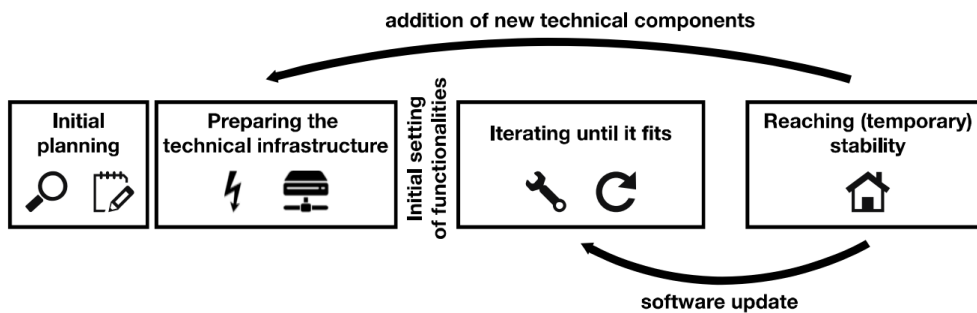 addition of new technical components
Initial
planning
Preparing the
technical infrastructure
Initial setting
of functionalities
Iterating until it fits
Reaching (temporary)
stability
software update